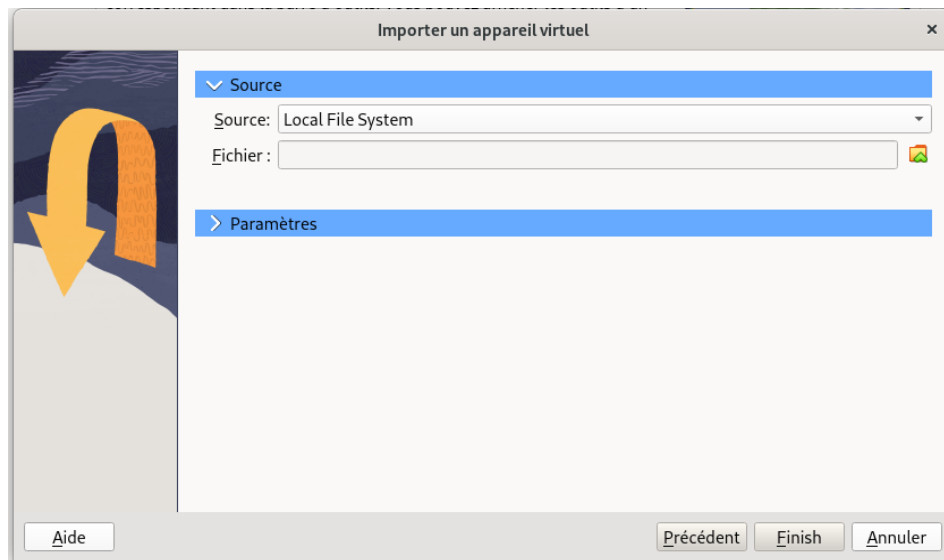 Importer un appareil virtuel
Source
Source: Local File System
Fichier :
Paramètres
Aide Précédent Finish Annuler